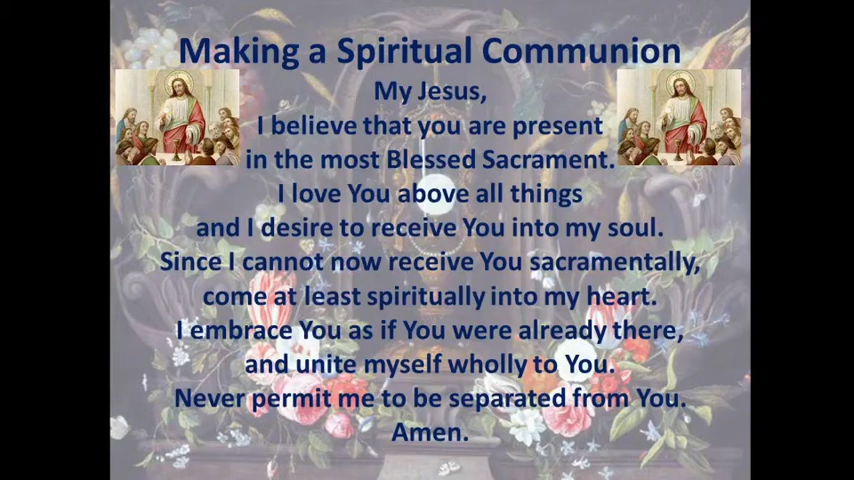 Making a Spiritual Communion
My Jesus,
I believe that you are present
in the most Blessed Sacrament.
I love You above all things
and I desire to receive You into my soul.
Since I cannot now receive You sacramentally,
come at least spiritually into my heart.
I embrace You as if You were already there,
and unite myself wholly to You.
Never permit me to be separated from You.
Amen.